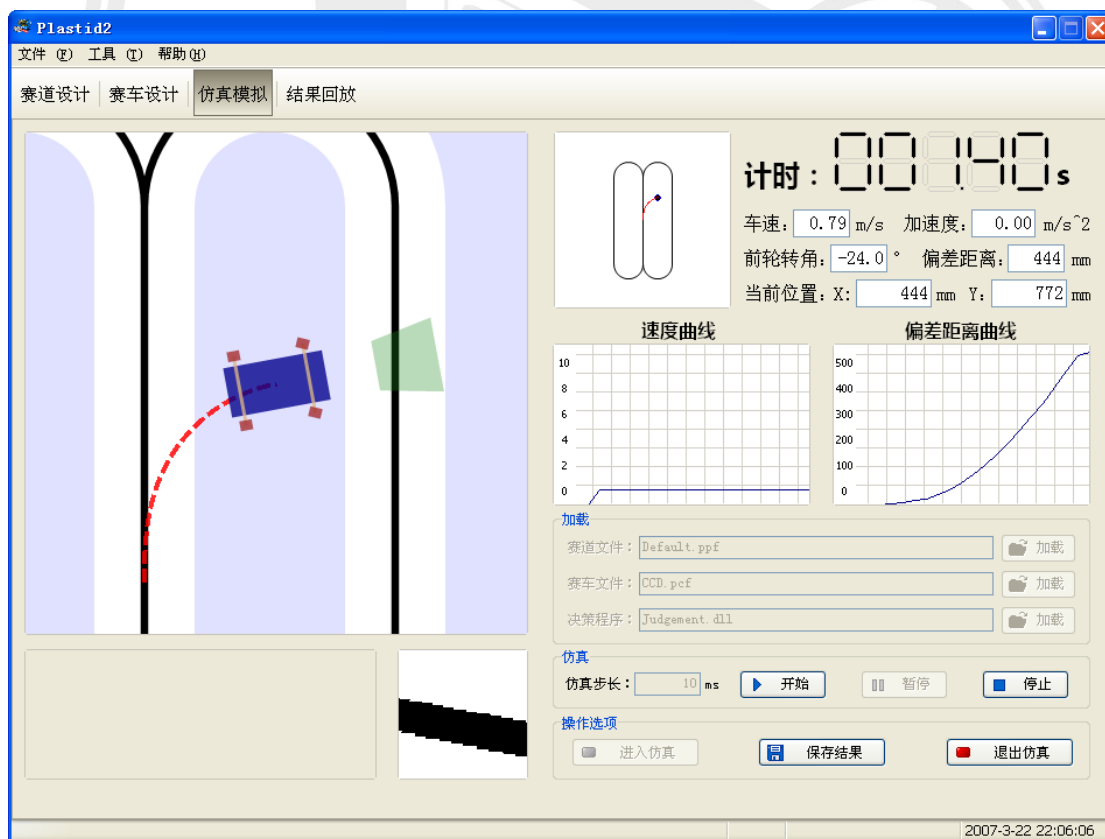 Plastid2
文件 (F) 工具 (T) 帮助(H)
赛道设计 赛车设计 仿真模拟 结果回放
计时：001.40 s
车速： 0.79 m/s 加速度： 0.00 m/s^2
前轮转角： -24.0 ° 偏差距离： 444 mm
当前位置：X: 444 mm Y: 772 mm
速度曲线 偏差距离曲线
10 500
8 400
6 300
4 200
2 100
0 0
加载
赛道文件： Default.ppf 加载
赛车文件： CCD.pcf 加载
决策程序： Judgement.dll 加载
仿真
仿真步长： 10 ms 开始 暂停 停止
操作选项
进入仿真 保存结果 退出仿真
2007-3-22 22:06:06